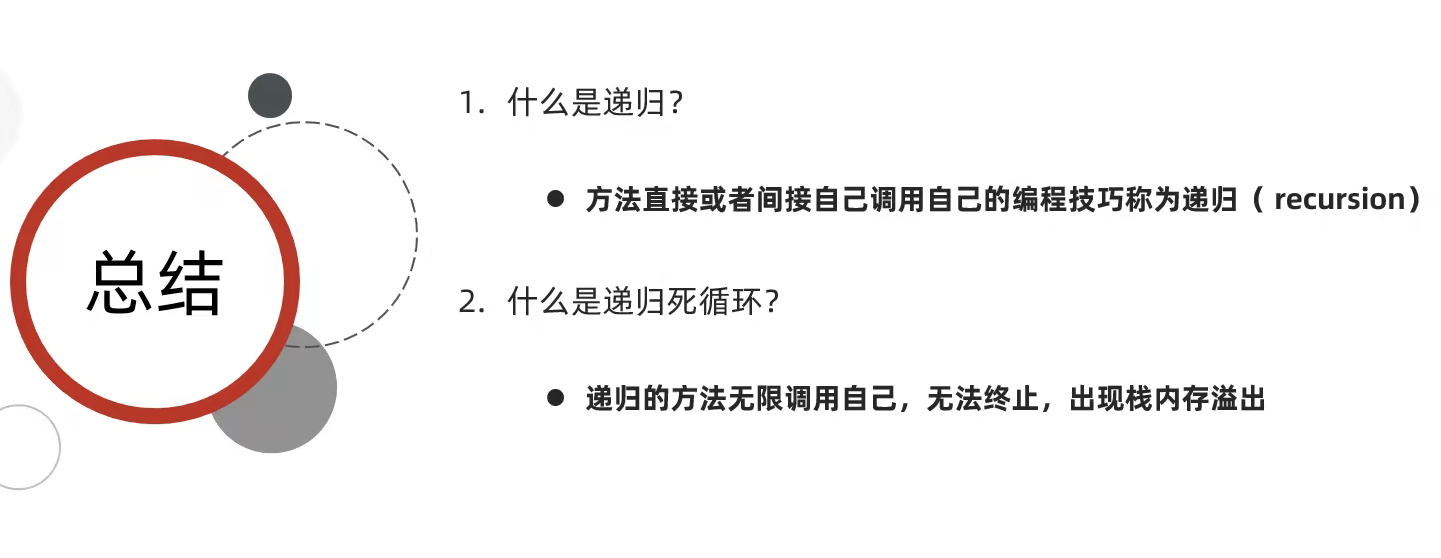 总结
1. 什么是递归？
● 方法直接或者间接自己调用自己的编程技巧称为递归（ recursion）
2. 什么是递归死循环？
● 递归的方法无限调用自己，无法终止，出现栈内存溢出